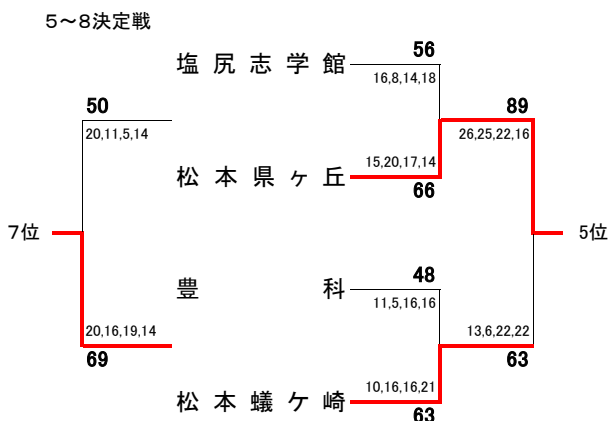 5~8決定戦
塩尻志学館
56
16,8,14,18
50
20,11,5,14
89
26,25,22,16
松本県ヶ丘
15,20,17,14
66
7位
5位
豊科
48
11,5,16,16
20,16,19,14
69
13,6,22,22
63
松本蟻ケ崎
10,16,16,21
63